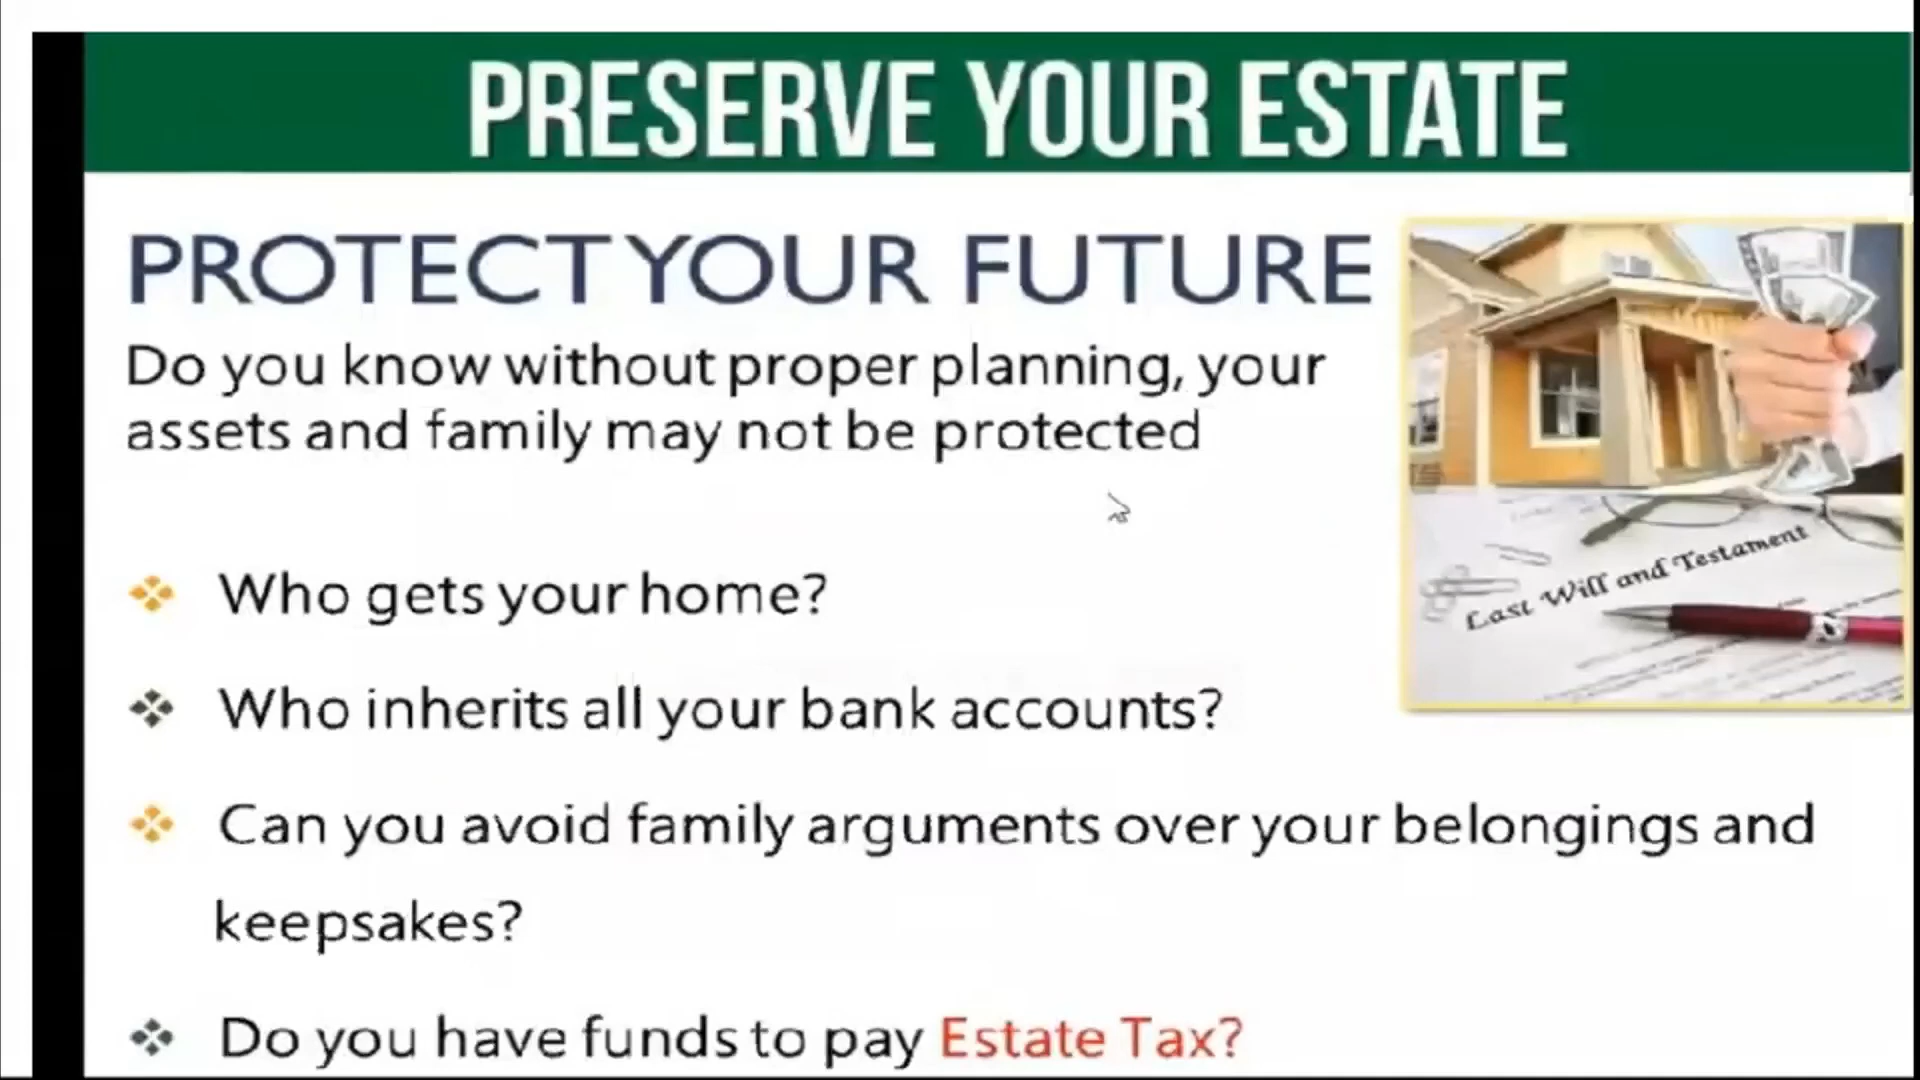 PRESERVE YOUR ESTATE
PROTECT YOUR FUTURE
Do you know without proper planning, your
assets and family may not be protected
Last Will and Testament
Who gets your home?
Who inherits all your bank accounts?
Can you avoid family arguments over your belongings and
keepsakes?
Do you have funds to pay Estate Tax?